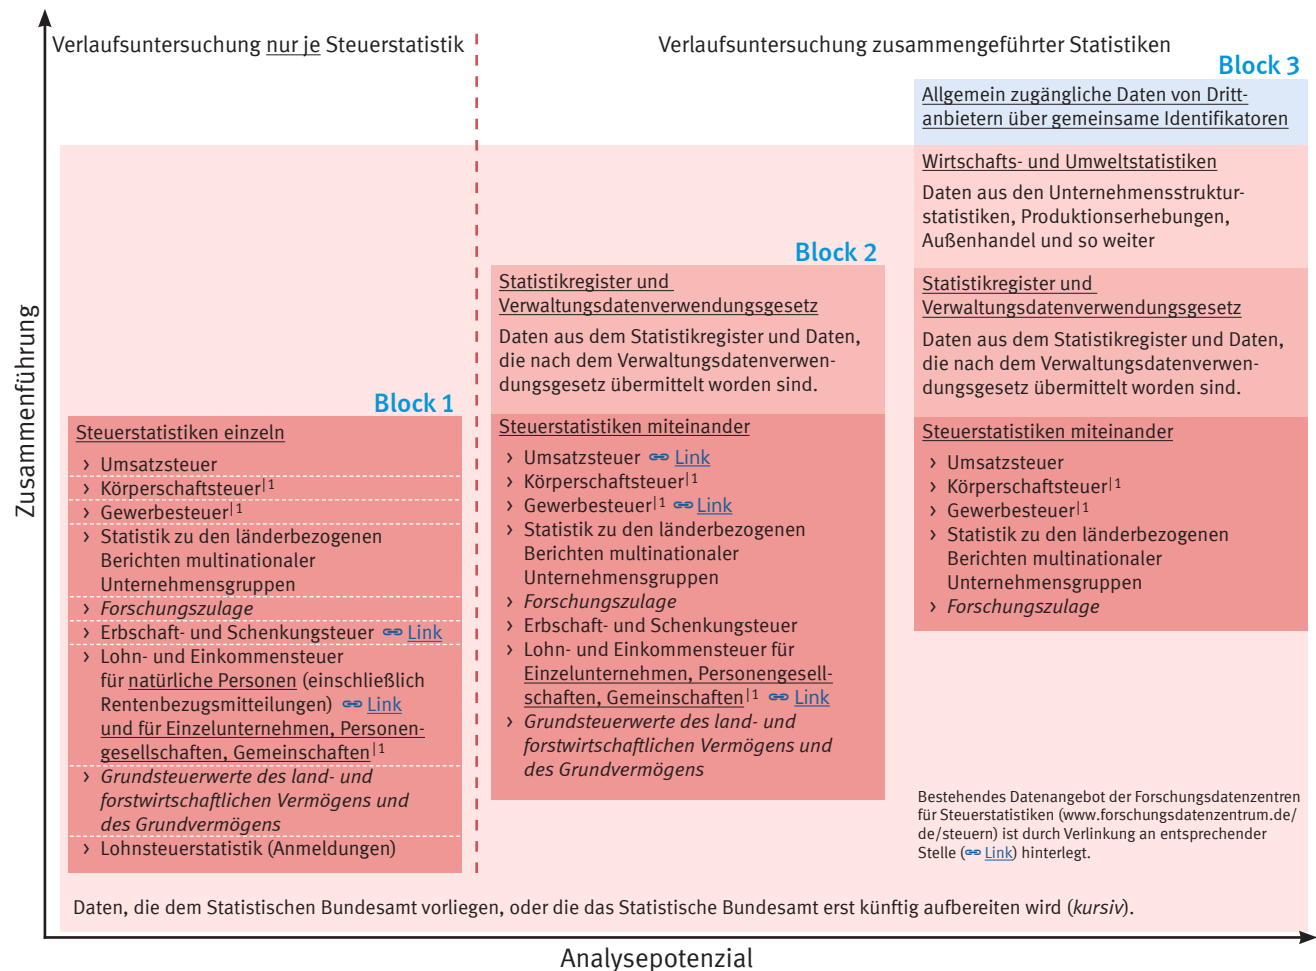 Verlaufsuntersuchung nur je Steuerstatistik
Verlaufsuntersuchung zusammengeführter Statistiken
Zusammenführung
Block 1
Steuerstatistiken einzeln
› Umsatzsteuer
› Körperschaftsteuer|1
› Gewerbesteuer|1
› Statistik zu den länderbezogenen
Berichten multinationaler
Unternehmensgruppen
› Forschungszulage
› Erbschaft- und Schenkungsteuer Link
› Lohn- und Einkommensteuer
für natürliche Personen (einschließlich
Rentenbezugsmitteilungen) Link
und für Einzelunternehmen, Personen-
gesellschaften, Gemeinschaften|1
› Grundsteuerwerte des land- und
forstwirtschaftlichen Vermögens und
des Grundvermögens
› Lohnsteuerstatistik (Anmeldungen)
Block 2
Statistikregister und
Verwaltungsdatenverwendungsgesetz
Daten aus dem Statistikregister und Daten,
die nach dem Verwaltungsdatenverwen-
dungsgesetz übermittelt worden sind.
Steuerstatistiken miteinander
› Umsatzsteuer Link
› Körperschaftsteuer|1
› Gewerbesteuer|1 Link
› Statistik zu den länderbezogenen
Berichten multinationaler
Unternehmensgruppen
› Forschungszulage
› Erbschaft- und Schenkungsteuer
› Lohn- und Einkommensteuer für
Einzelunternehmen, Personengesell-
schaften, Gemeinschaften|1 Link
› Grundsteuerwerte des land- und
forstwirtschaftlichen Vermögens und
des Grundvermögens
Block 3
Allgemein zugängliche Daten von Dritt-
anbietern über gemeinsame Identifikatoren
Wirtschafts- und Umweltstatistiken
Daten aus den Unternehmensstruktur-
statistiken, Produktionserhebungen,
Außenhandel und so weiter
Statistikregister und
Verwaltungsdatenverwendungsgesetz
Daten aus dem Statistikregister und Daten,
die nach dem Verwaltungsdatenverwen-
dungsgesetz übermittelt worden sind.
Steuerstatistiken miteinander
› Umsatzsteuer
› Körperschaftsteuer|1
› Gewerbesteuer|1
› Statistik zu den länderbezogenen
Berichten multinationaler
Unternehmensgruppen
› Forschungszulage
Bestehendes Datenangebot der Forschungsdatenzentren
für Steuerstatistiken (www.forschungsdatenzentrum.de/
de/steuern) ist durch Verlinkung an entsprechender
Stelle (Link) hinterlegt.
Daten, die dem Statistischen Bundesamt vorliegen, oder die das Statistische Bundesamt erst künftig aufbereiten wird (kursiv).
Analysepotenzial